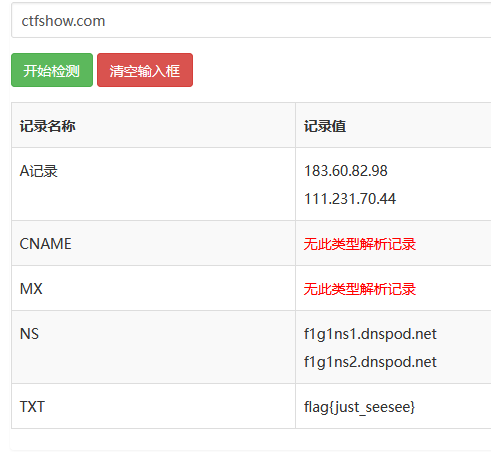 ctfshow.com
开始检测 清空输入框
记录名称 记录值
A记录 183.60.82.98
111.231.70.44
CNAME 无此类型解析记录
MX 无此类型解析记录
NS f1g1ns1.dnspod.net
f1g1ns2.dnspod.net
TXT flag{just_seesee}